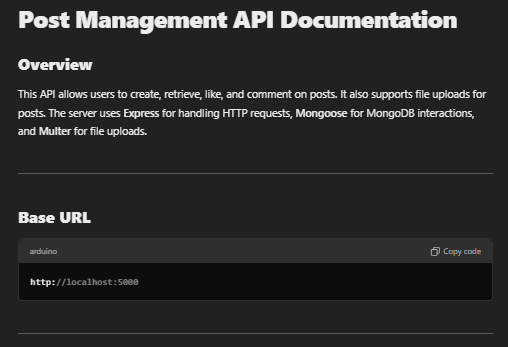 Post Management API Documentation
Overview
This API allows users to create, retrieve, like, and comment on posts. It also supports file uploads for
posts. The server uses Express for handling HTTP requests, Mongoose for MongoDB interactions,
and Multer for file uploads.
Base URL
arduino Copy code
http://localhost:5000